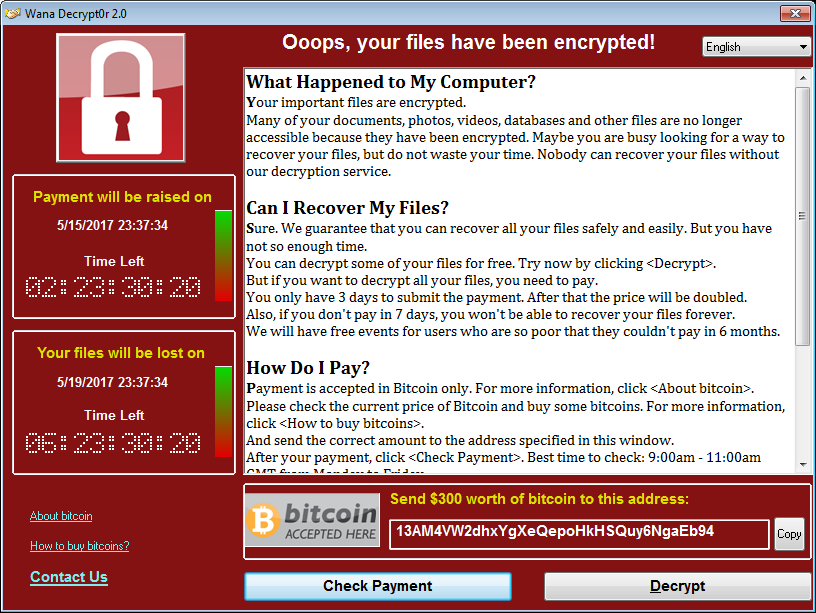 Wana Decrypt0r 2.0
Ooops, your files have been encrypted!
English
Payment will be raised on
5/15/2017 23:37:34
Time Left
02:23:30:20
Your files will be lost on
5/19/2017 23:37:34
Time Left
06:23:30:20
About bitcoin
How to buy bitcoins?
Contact Us
What Happened to My Computer?
Your important files are encrypted.
Many of your documents, photos, videos, databases and other files are no longer
accessible because they have been encrypted. Maybe you are busy looking for a way to
recover your files, but do not waste your time. Nobody can recover your files without
our decryption service.
Can I Recover My Files?
Sure. We guarantee that you can recover all your files safely and easily. But you have
not so enough time.
You can decrypt some of your files for free. Try now by clicking <Decrypt>.
But if you want to decrypt all your files, you need to pay.
You only have 3 days to submit the payment. After that the price will be doubled.
Also, if you don't pay in 7 days, you won't be able to recover your files forever.
We will have free events for users who are so poor that they couldn't pay in 6 months.
How Do I Pay?
Payment is accepted in Bitcoin only. For more information, click <About bitcoin>.
Please check the current price of Bitcoin and buy some bitcoins. For more information,
click <How to buy bitcoins>.
And send the correct amount to the address specified in this window.
After your payment, click <Check Payment>. Best time to check: 9:00am - 11:00am
GMT from Monday to Friday.
bitcoin
ACCEPTED HERE
Send $300 worth of bitcoin to this address:
13AM4VW2dhxYgXeQepoHkHSQuy6NgaEb94
Copy
Check Payment
Decrypt